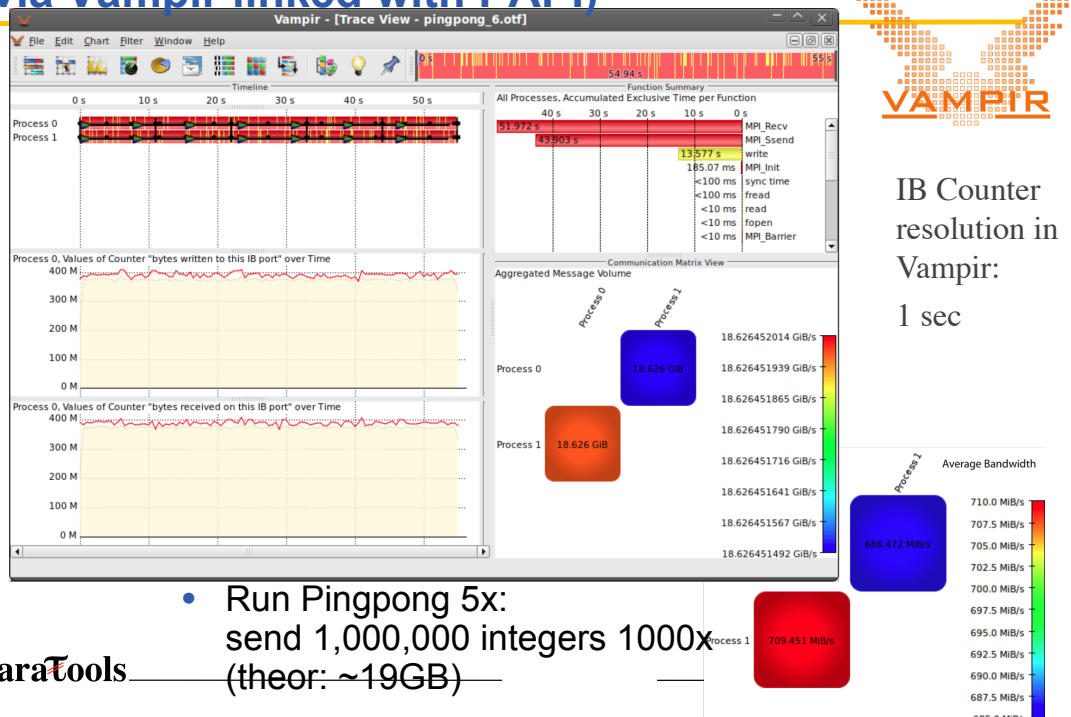 via Vampir linked with PAPI)
Vampir - [Trace View - pingpong_6.otf]
File Edit Chart Filter Window Help
0 s 55 s
54.94 s
Timeline
0 s 10 s 20 s 30 s 40 s 50 s
Process 0
Process 1
Function Summary
All Processes, Accumulated Exclusive Time per Function
40 s 30 s 20 s 10 s 0 s
51.972 s MPI_Recv
43.903 s MPI_Ssend
13.577 s write
185.07 ms MPI_Init
<100 ms sync time
<100 ms fread
<10 ms read
<10 ms fopen
<10 ms MPI_Barrier
Process 0, Values of Counter "bytes written to this IB port" over Time
400 M
300 M
200 M
100 M
0 M
Process 0, Values of Counter "bytes received on this IB port" over Time
400 M
300 M
200 M
100 M
0 M
Communication Matrix View
Aggregated Message Volume
Process 0
Process 1
Process 0
18.626 GiB
Process 1
18.626 GiB
18.626452014 GiB/s
18.626451939 GiB/s
18.626451865 GiB/s
18.626451790 GiB/s
18.626451716 GiB/s
18.626451641 GiB/s
18.626451567 GiB/s
18.626451492 GiB/s
VAMPIR
IB Counter
resolution in
Vampir:
1 sec
Process 1
Average Bandwidth
686.472 MiB/s
Process 1
709.451 MiB/s
710.0 MiB/s
707.5 MiB/s
705.0 MiB/s
702.5 MiB/s
700.0 MiB/s
697.5 MiB/s
695.0 MiB/s
692.5 MiB/s
690.0 MiB/s
687.5 MiB/s
• Run Pingpong 5x:
send 1,000,000 integers 1000x
(theor: ~19GB)
araTools